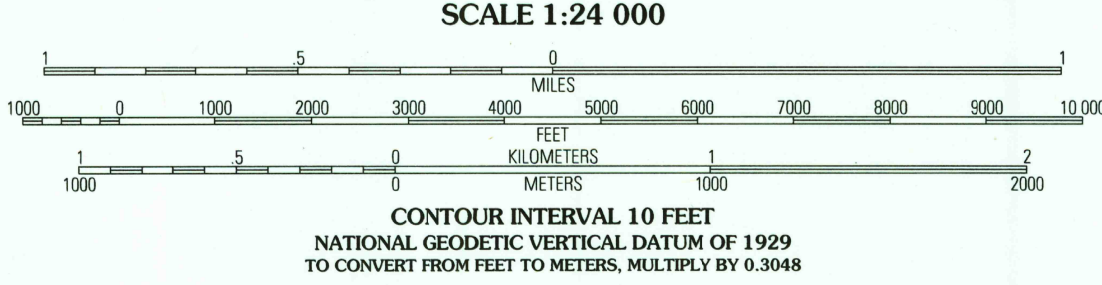 SCALE 1:24 000
1 .5 0 1
MILES
1000 0 1000 2000 3000 4000 5000 6000 7000 8000 9000 10 000
FEET
1 .5 0 KILOMETERS 1 2
1000 0 METERS 1000 2000
CONTOUR INTERVAL 10 FEET
NATIONAL GEODETIC VERTICAL DATUM OF 1929
TO CONVERT FROM FEET TO METERS, MULTIPLY BY 0.3048